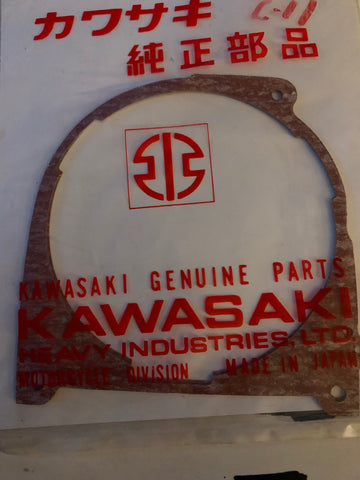 カワサキ
C-11
純正部品
KAWASAKI GENUINE PARTS
KAWASAKI
HEAVY INDUSTRIES, LTD.
MOTORCYCLE DIVISION MADE IN JAPAN